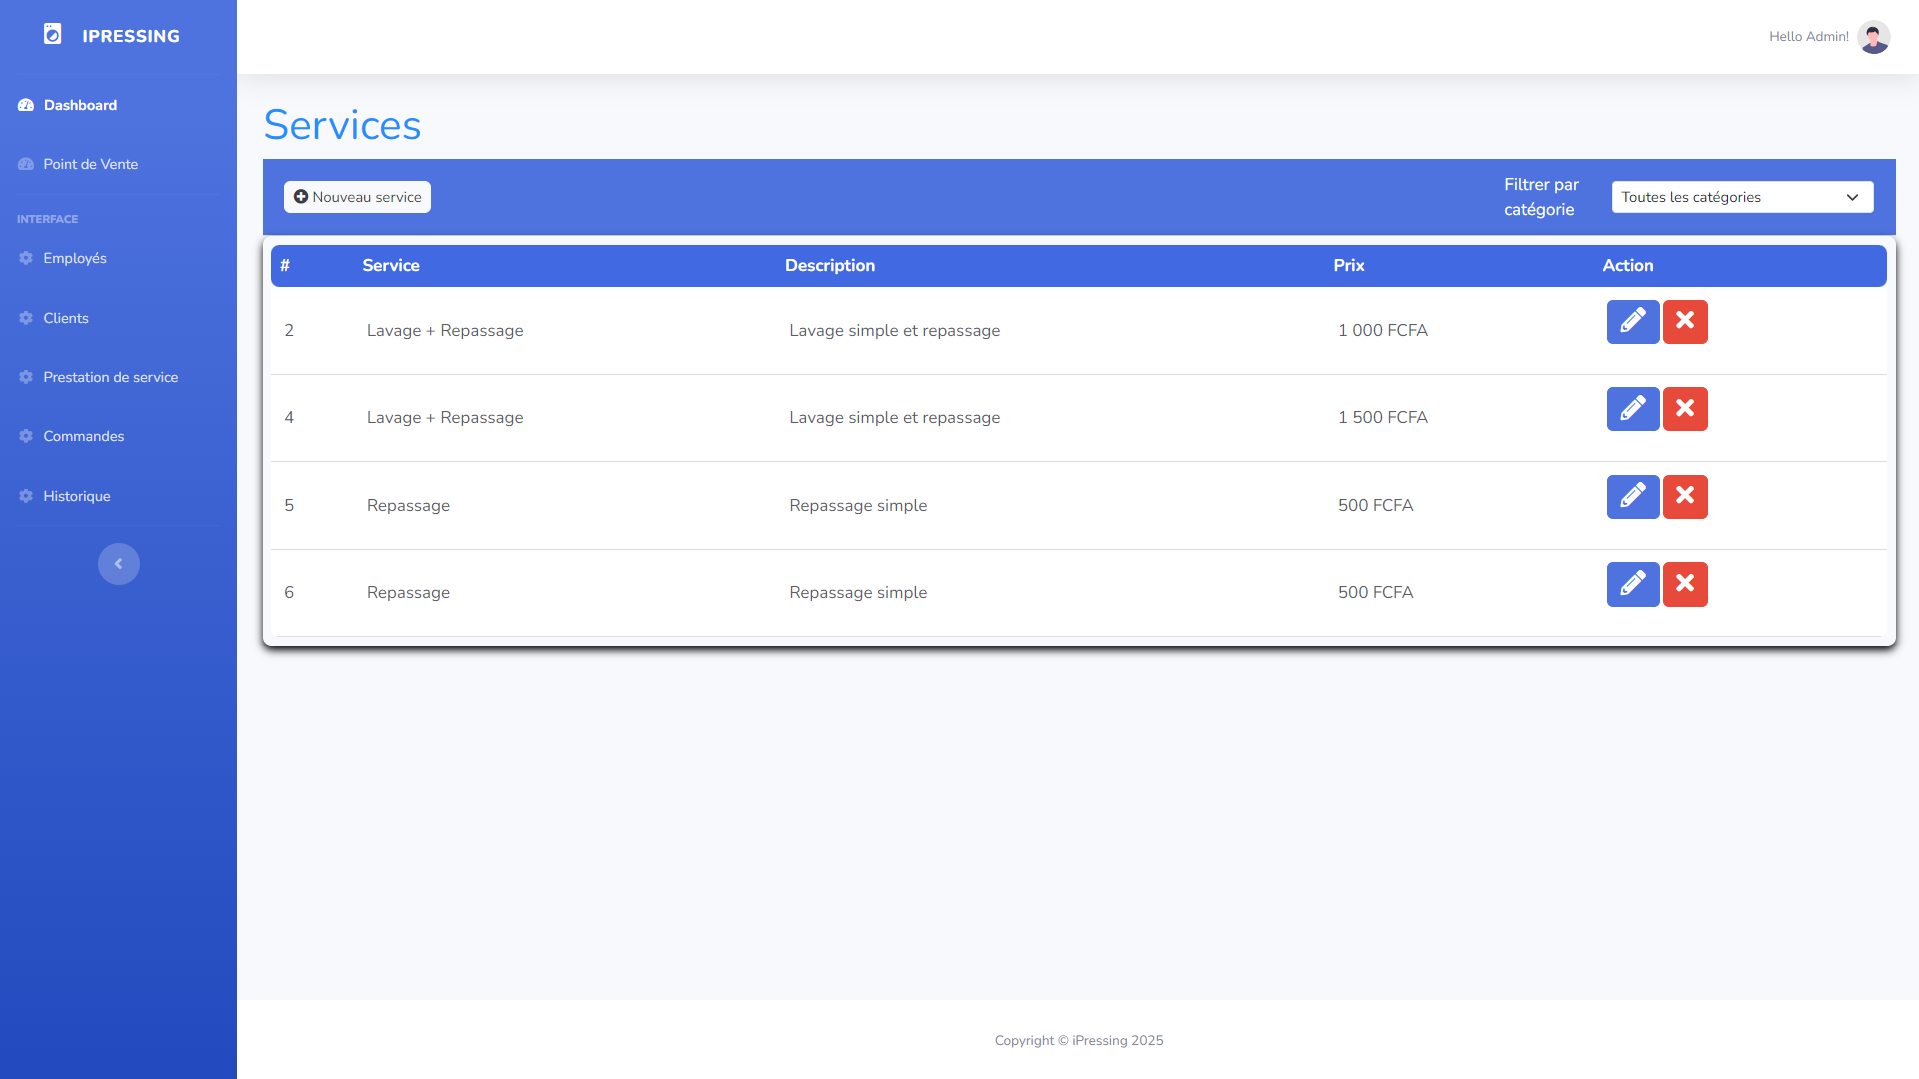 IPRESSING
Hello Admin!
Dashboard
Point de Vente
INTERFACE
Employés
Clients
Prestation de service
Commandes
Historique
Services
Nouveau service
Filtrer par
catégorie
Toutes les catégories
# Service Description Prix Action
2 Lavage + Repassage Lavage simple et repassage 1 000 FCFA
4 Lavage + Repassage Lavage simple et repassage 1 500 FCFA
5 Repassage Repassage simple 500 FCFA
6 Repassage Repassage simple 500 FCFA
Copyright © iPressing 2025